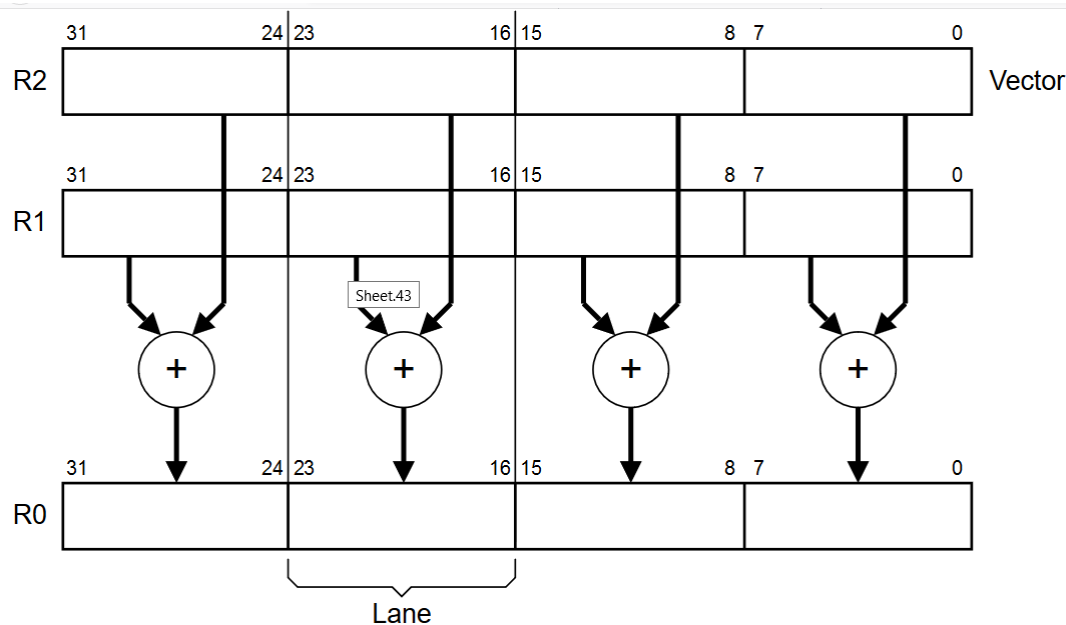 31 24 23 16 15 8 7 0
R2 Vector
31 24 23 16 15 8 7 0
R1
Sheet.43
+ + + +
31 24 23 16 15 8 7 0
R0
Lane